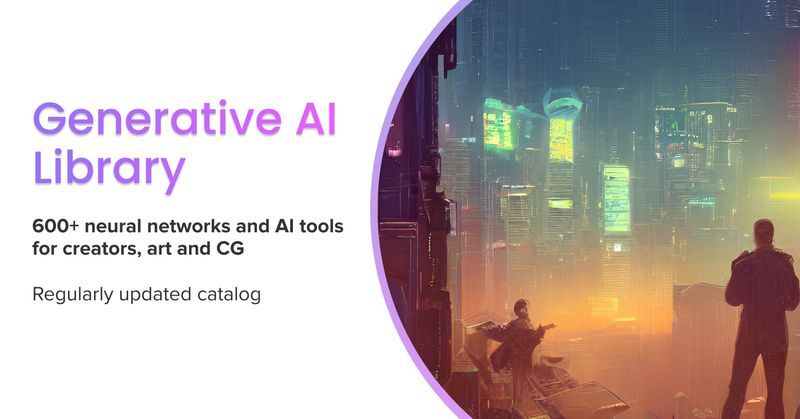 Generative AI
Library
600+ neural networks and AI tools
for creators, art and CG
Regularly updated catalog